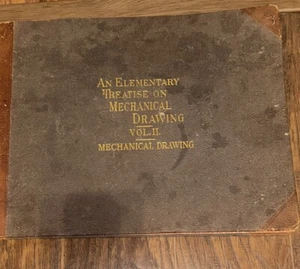 An Elementary
Treatise on
Mechanical
Drawing
Vol. II.
Mechanical Drawing